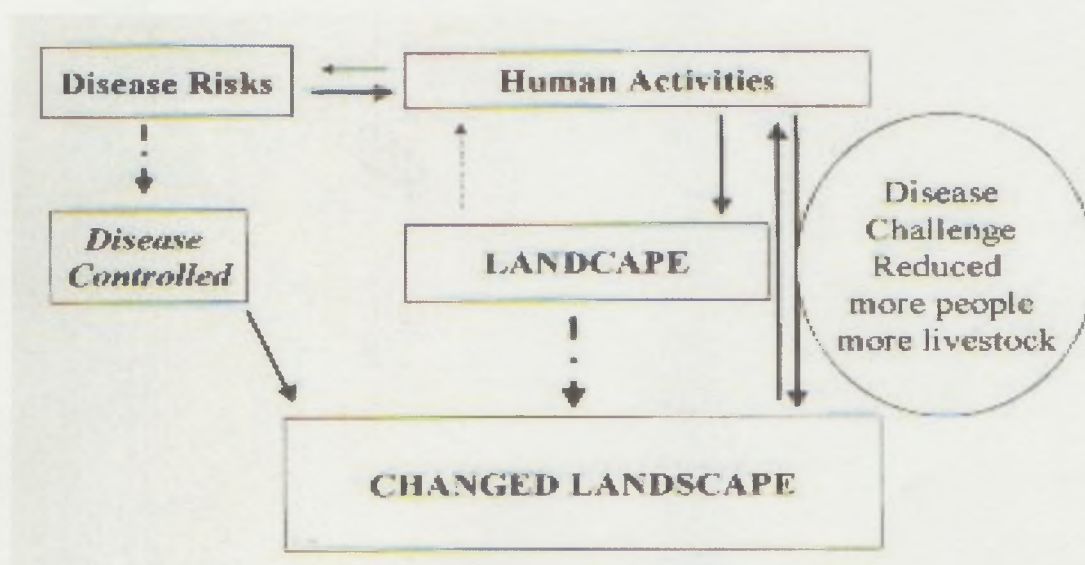 Disease Risks
Human Activities
Disease
Controlled
LANDCAPE
Disease
Challenge
Reduced
more people
more livestock
CHANGED LANDSCAPE